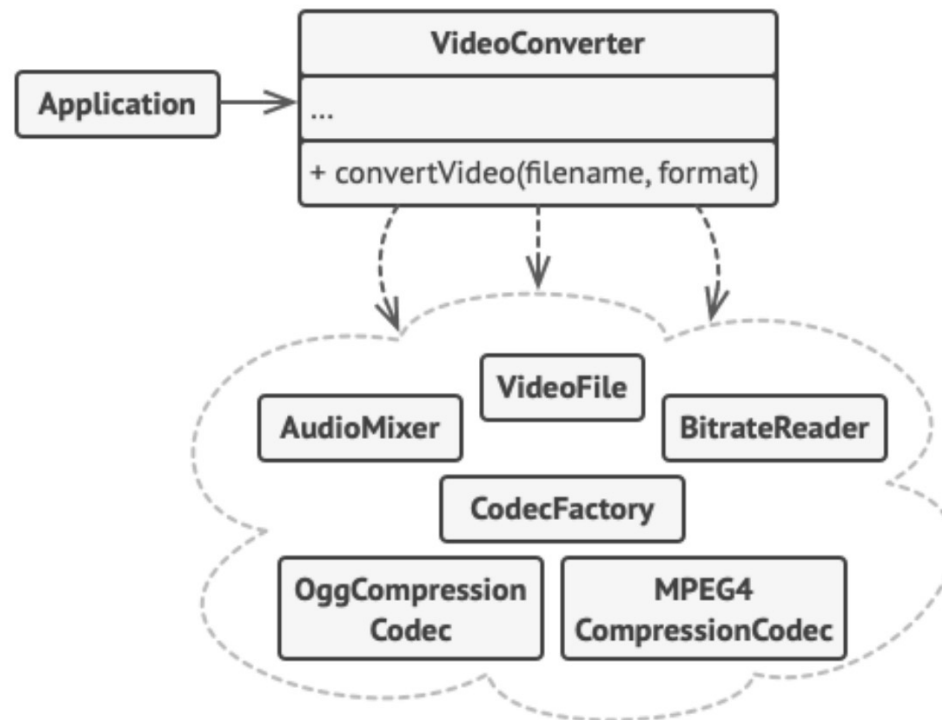 VideoConverter
Application
...
+ convertVideo(filename, format)
VideoFile
AudioMixer
BitrateReader
CodecFactory
OggCompression
Codec
MPEG4
CompressionCodec